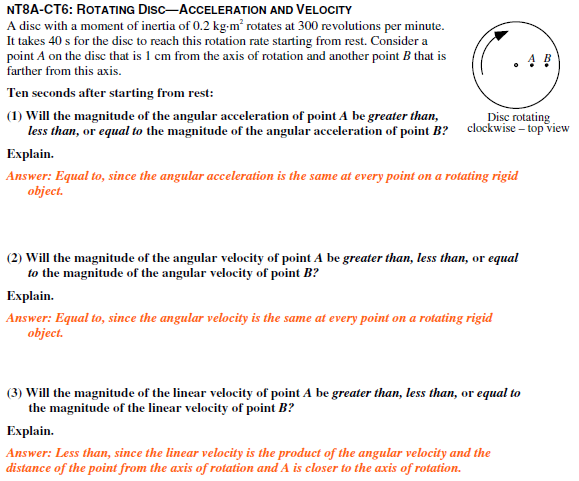 NT8A-CT6: ROTATING DISC—ACCELERATION AND VELOCITY
A disc with a moment of inertia of 0.2 kg·m² rotates at 300 revolutions per minute.
It takes 40 s for the disc to reach this rotation rate starting from rest. Consider a
point A on the disc that is 1 cm from the axis of rotation and another point B that is
farther from this axis.
A B
Disc rotating
clockwise – top view
Ten seconds after starting from rest:
(1) Will the magnitude of the angular acceleration of point A be greater than,
less than, or equal to the magnitude of the angular acceleration of point B?
Explain.
Answer: Equal to, since the angular acceleration is the same at every point on a rotating rigid
object.
(2) Will the magnitude of the angular velocity of point A be greater than, less than, or equal
to the magnitude of the angular velocity of point B?
Explain.
Answer: Equal to, since the angular velocity is the same at every point on a rotating rigid
object.
(3) Will the magnitude of the linear velocity of point A be greater than, less than, or equal to
the magnitude of the linear velocity of point B?
Explain.
Answer: Less than, since the linear velocity is the product of the angular velocity and the
distance of the point from the axis of rotation and A is closer to the axis of rotation.